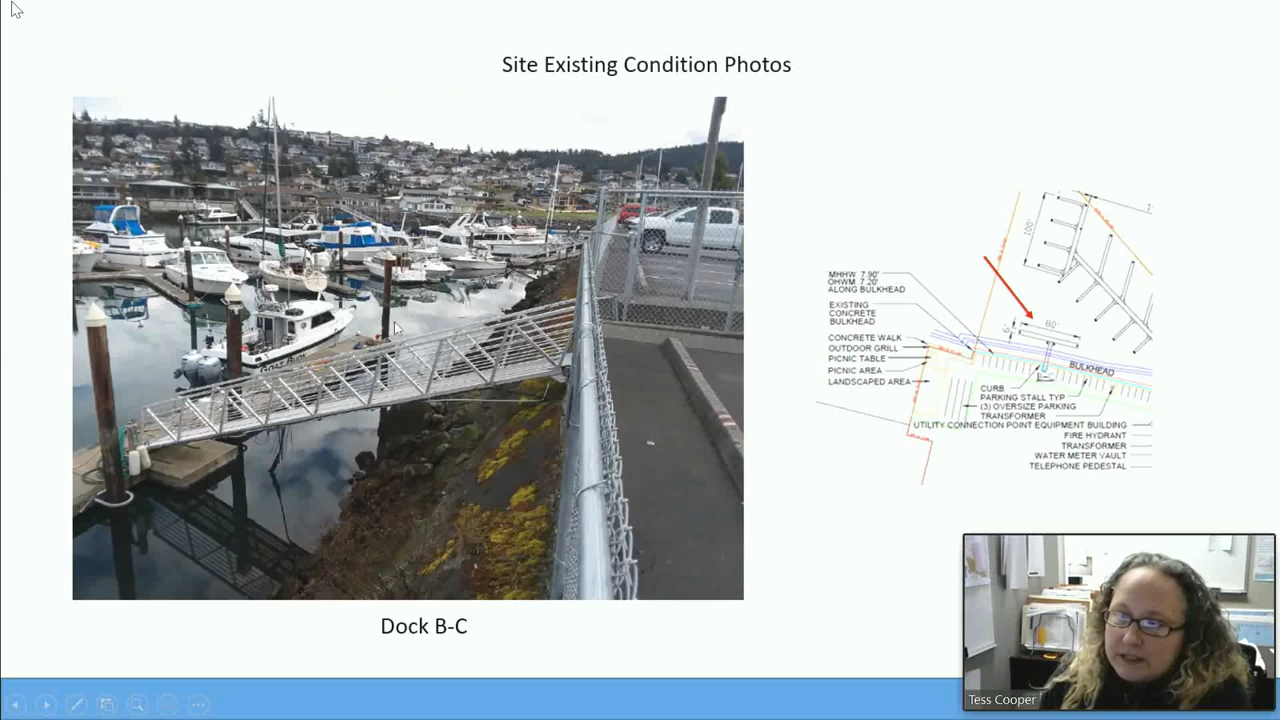 Site Existing Condition Photos
100'
MHHW 7.90'
OHWM 7.20'
ALONG BULKHEAD
EXISTING
CONCRETE
BULKHEAD
80'
CONCRETE WALK
OUTDOOR GRILL
PICNIC TABLE
PICNIC AREA
LANDSCAPED AREA
BULKHEAD
CURB
PARKING STALL TYP
(3) OVERSIZE PARKING
TRANSFORMER
UTILITY CONNECTION POINT EQUIPMENT BUILDING
FIRE HYDRANT
TRANSFORMER
WATER METER VAULT
TELEPHONE PEDESTAL
Dock B-C
Tess Cooper